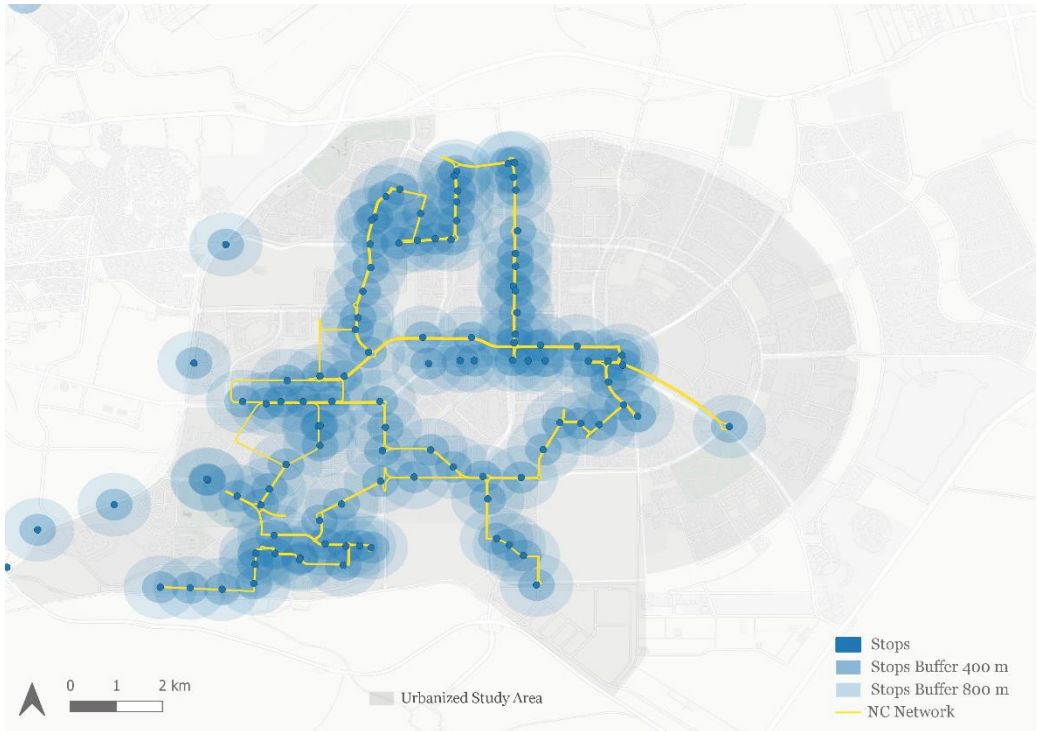 Stops
Stops Buffer 400 m
Stops Buffer 800 m
NC Network
0 1 2 km
Urbanized Study Area